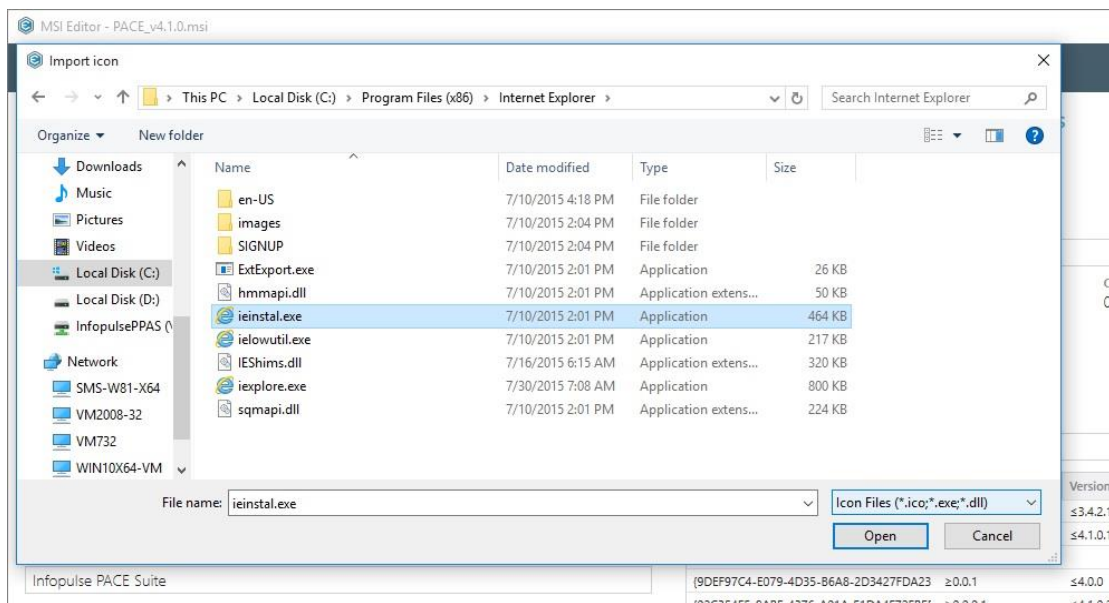 MSI Editor - PACE_v4.1.0.msi
Import icon
This PC > Local Disk (C:) > Program Files (x86) > Internet Explorer >
Search Internet Explorer
Organize
New folder
Downloads
Music
Pictures
Videos
Local Disk (C:)
Local Disk (D:)
InfopulsePPAS (
Network
SMS-W81-X64
VM2008-32
VM732
WIN10X64-VM
Name Date modified Type Size
en-US 7/10/2015 4:18 PM File folder
images 7/10/2015 2:04 PM File folder
SIGNUP 7/10/2015 2:04 PM File folder
ExtExport.exe 7/10/2015 2:01 PM Application 26 KB
hmmapi.dll 7/10/2015 2:01 PM Application extens... 50 KB
ieinstal.exe 7/10/2015 2:01 PM Application 464 KB
ielowutil.exe 7/10/2015 2:01 PM Application 217 KB
IEShims.dll 7/16/2015 6:15 AM Application extens... 320 KB
iexplore.exe 7/30/2015 7:08 AM Application 800 KB
sqmapi.dll 7/10/2015 2:01 PM Application extens... 224 KB
File name: ieinstal.exe
Icon Files (*.ico;*.exe;*.dll)
Open Cancel
Version
≤3.4.2.1
≤4.1.0.1
Infopulse PACE Suite
{9DEF97C4-E079-4D35-B6A8-2D3427FDA23 ≥0.0.1 ≤4.0.0